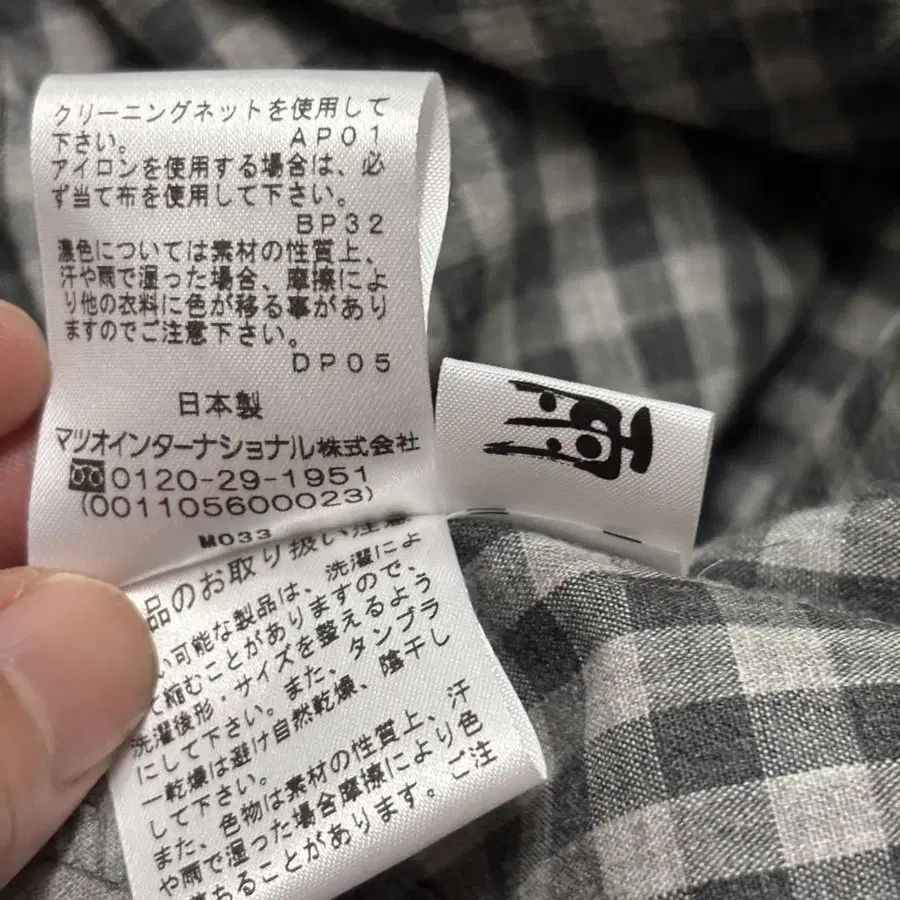 クリーニングネットを使用して
下さい。 AP01
アイロンを使用する場合は、必
ず当て布を使用して下さい。
BP32
濃色については素材の性質上、
汗や雨で湿った場合、摩擦によ
り他の衣料に色が移る事があり
ますのでご注意下さい。
DP05
日本製
マツオインターナショナル株式会社
0120-29-1951
(001105600023)
M033
品のお取り扱い注意
い可能な製品は、洗濯によ
て縮むことがありますので、
洗濯後形・サイズを整えるよう
にして下さい。また、タンブラ
ー乾燥は避け自然乾燥、陰干し
して下さい。
また、色物は素材の性質上、汗
や雨で湿った場合摩擦により色
落ちることがあります。ご注